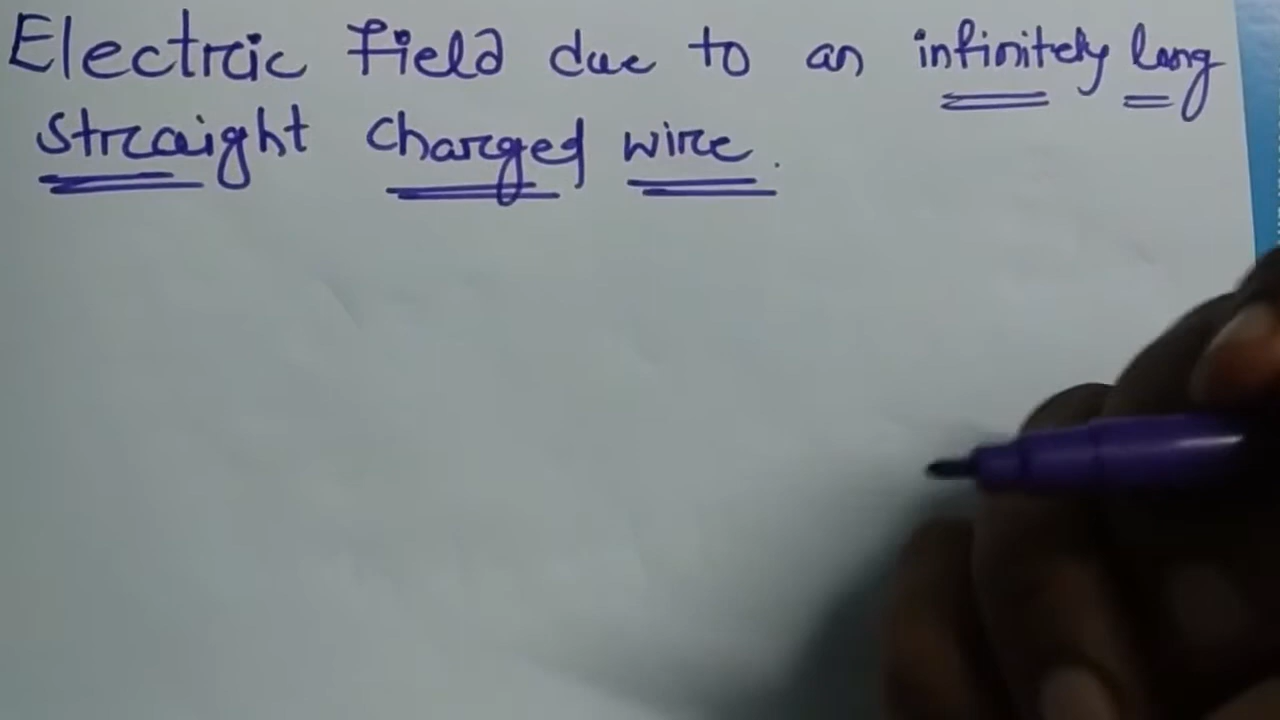 Electric Field due to an infinitely long
straight charged wire.